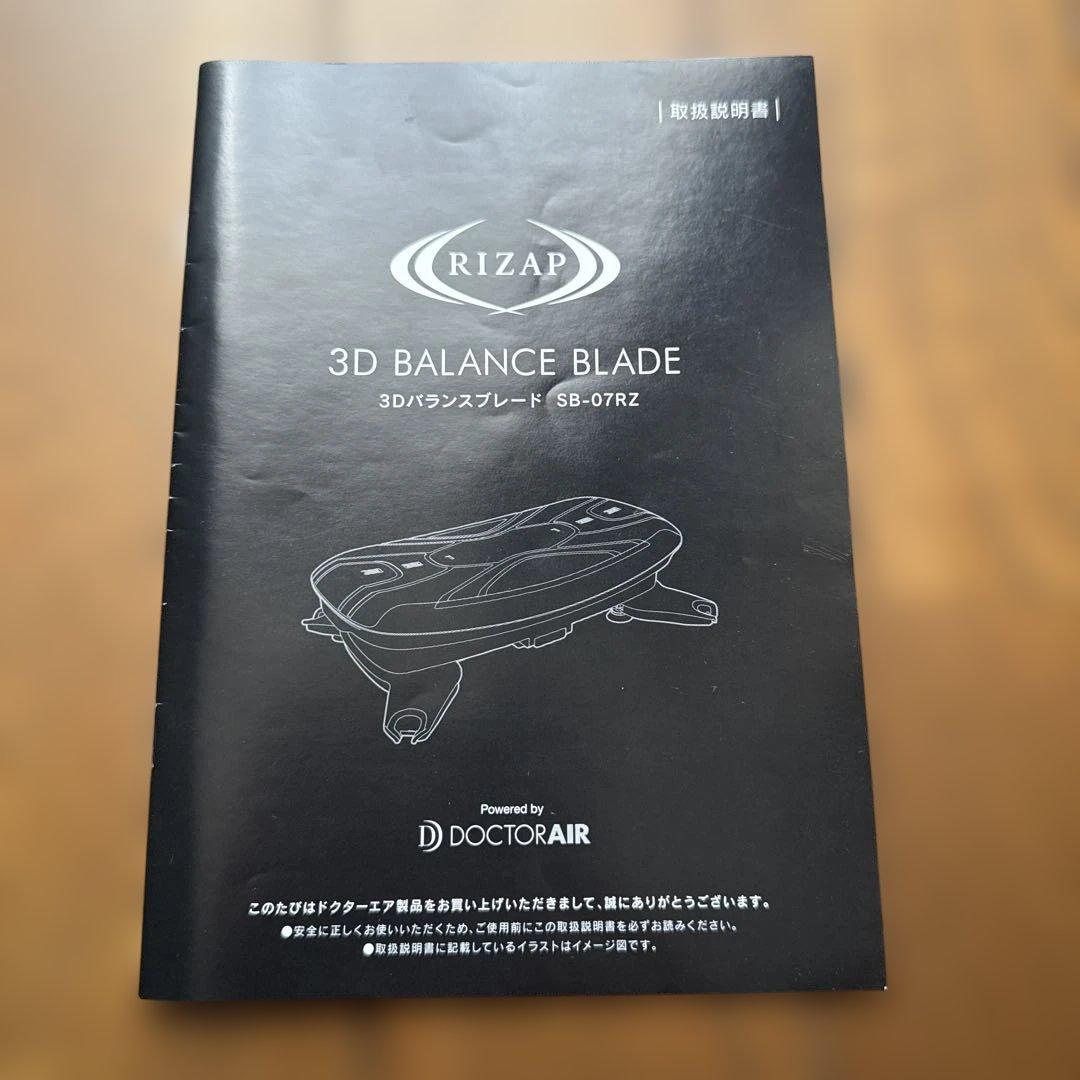 |取扱説明書|
RIZAP
3D BALANCE BLADE
3Dバランスブレード SB-07RZ
Powered by
DOCTORAIR
このたびはドクターエア製品をお買い上げいただきまして、誠にありがとうございます。
●安全に正しくお使いいただくため、ご使用前にこの取扱説明書を必ずお読みください。
●取扱説明書に記載しているイラストはイメージ図です。